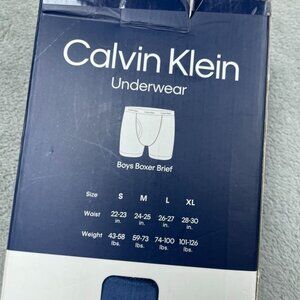 Calvin Klein
Underwear
Boys Boxer Brief
Size S M L XL
Waist 22-23 in. 24-25 in. 26-27 in. 28-30 in.
Weight 43-58 lbs. 59-73 lbs. 74-100 lbs. 101-126 lbs.